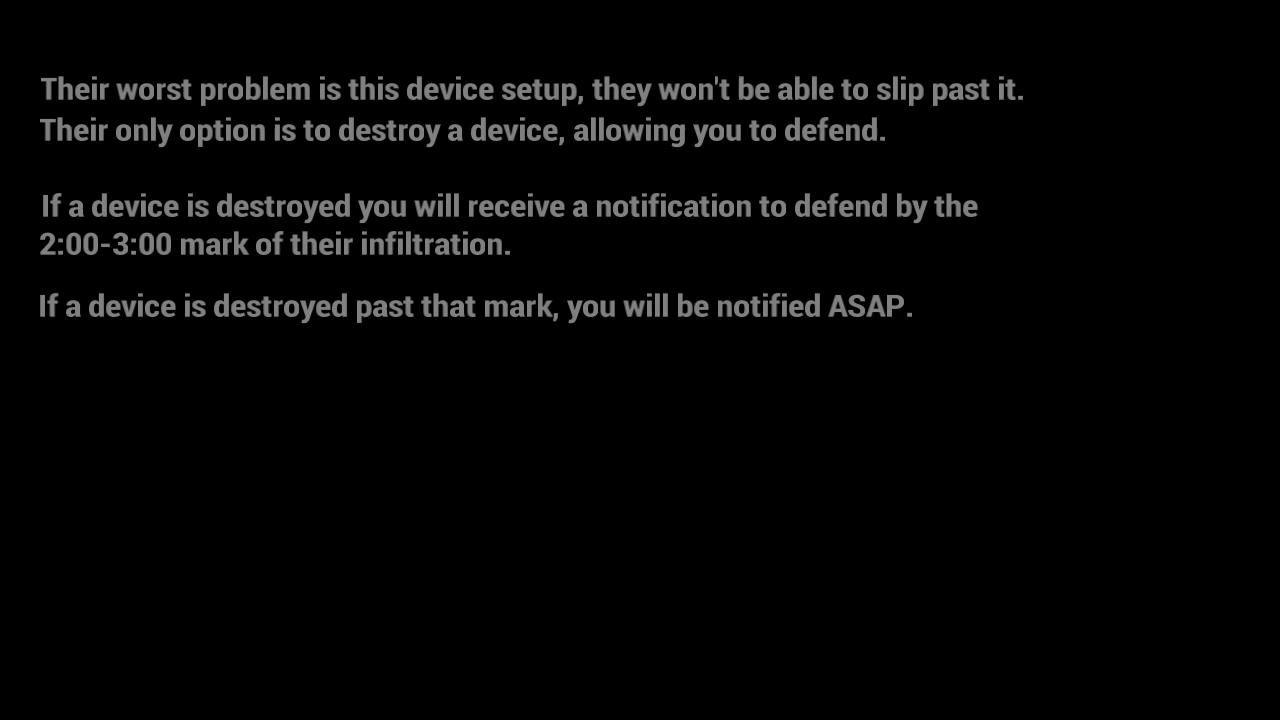 Their worst problem is this device setup, they won't be able to slip past it.
Their only option is to destroy a device, allowing you to defend.
If a device is destroyed you will receive a notification to defend by the
2:00-3:00 mark of their infiltration.
If a device is destroyed past that mark, you will be notified ASAP.